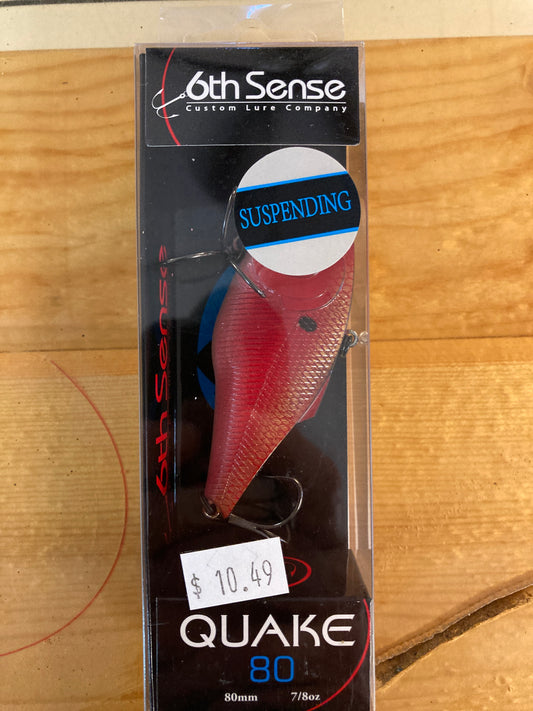 6th Sense
Custom Lure Company
SUSPENDING
6th Sense
$ 10.49
QUAKE
80
80mm 7/8oz